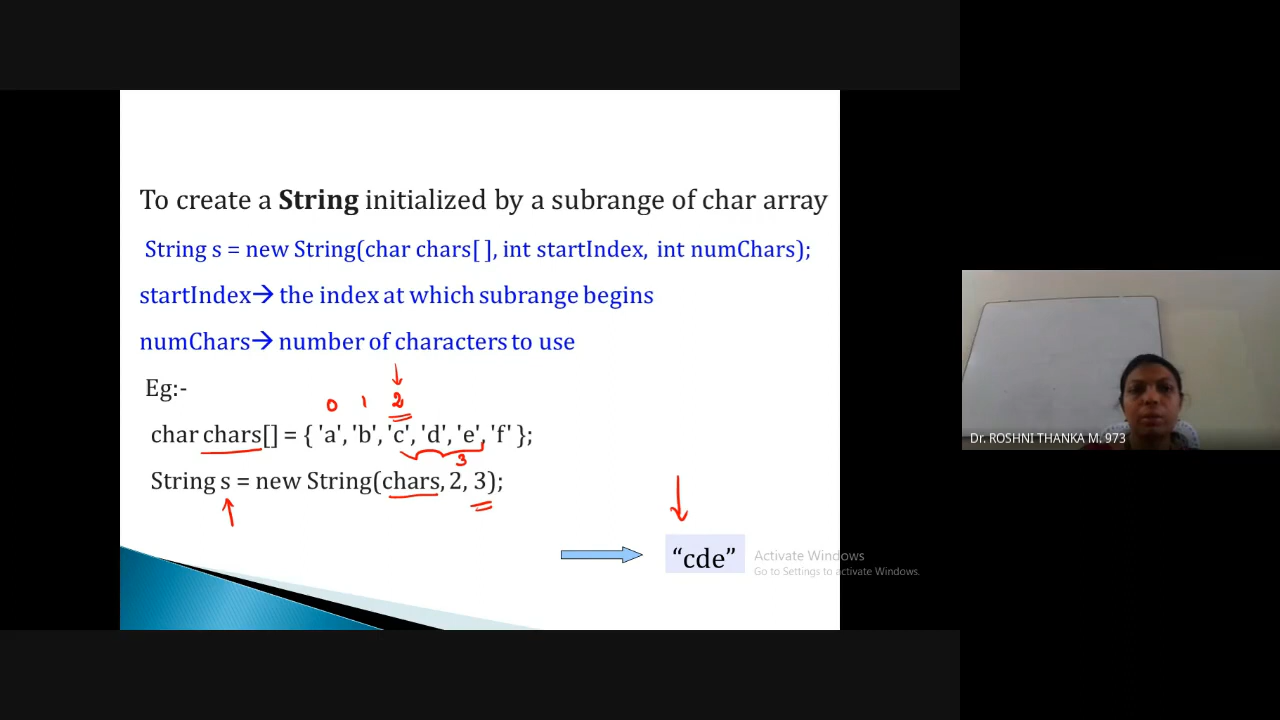 To create a String initialized by a subrange of char array
String s = new String(char chars[ ], int startIndex, int numChars);
startIndex→ the index at which subrange begins
numChars→ number of characters to use
Eg:-
0 1 2
char chars[] = { 'a', 'b', 'c', 'd', 'e', 'f' };
3
String s = new String(chars, 2, 3);
“cde”
Activate Windows
Go to Settings to activate Windows.
Dr. ROSHNI THANKA M. 973